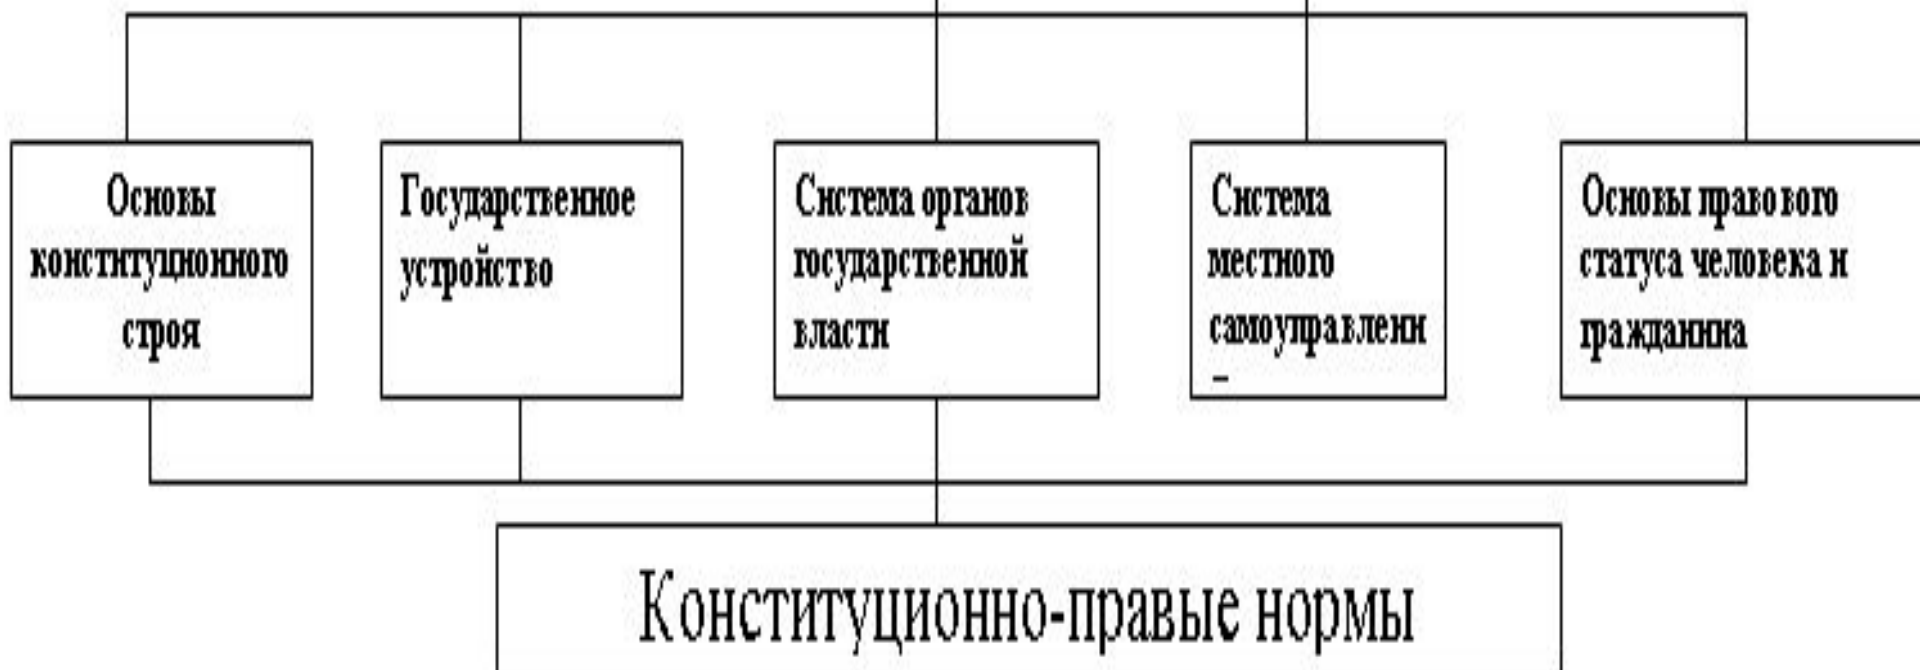 Основы
конституционного
строя
Государственное
устройство
Система органов
государственной
власти
Система
местного
самоуправлени
Основы правового
статуса человека и
гражданина
Конституционно-правые нормы